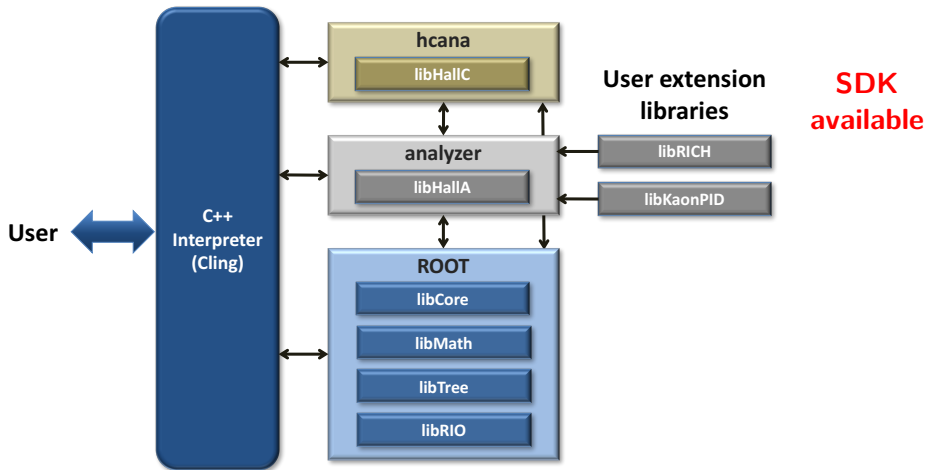 User
C++
Interpreter
(Cling)
hcana
libHallC
analyzer
libHallA
ROOT
libCore
libMath
libTree
libRIO
User extension
libraries
libRICH
libKaonPID
SDK
available